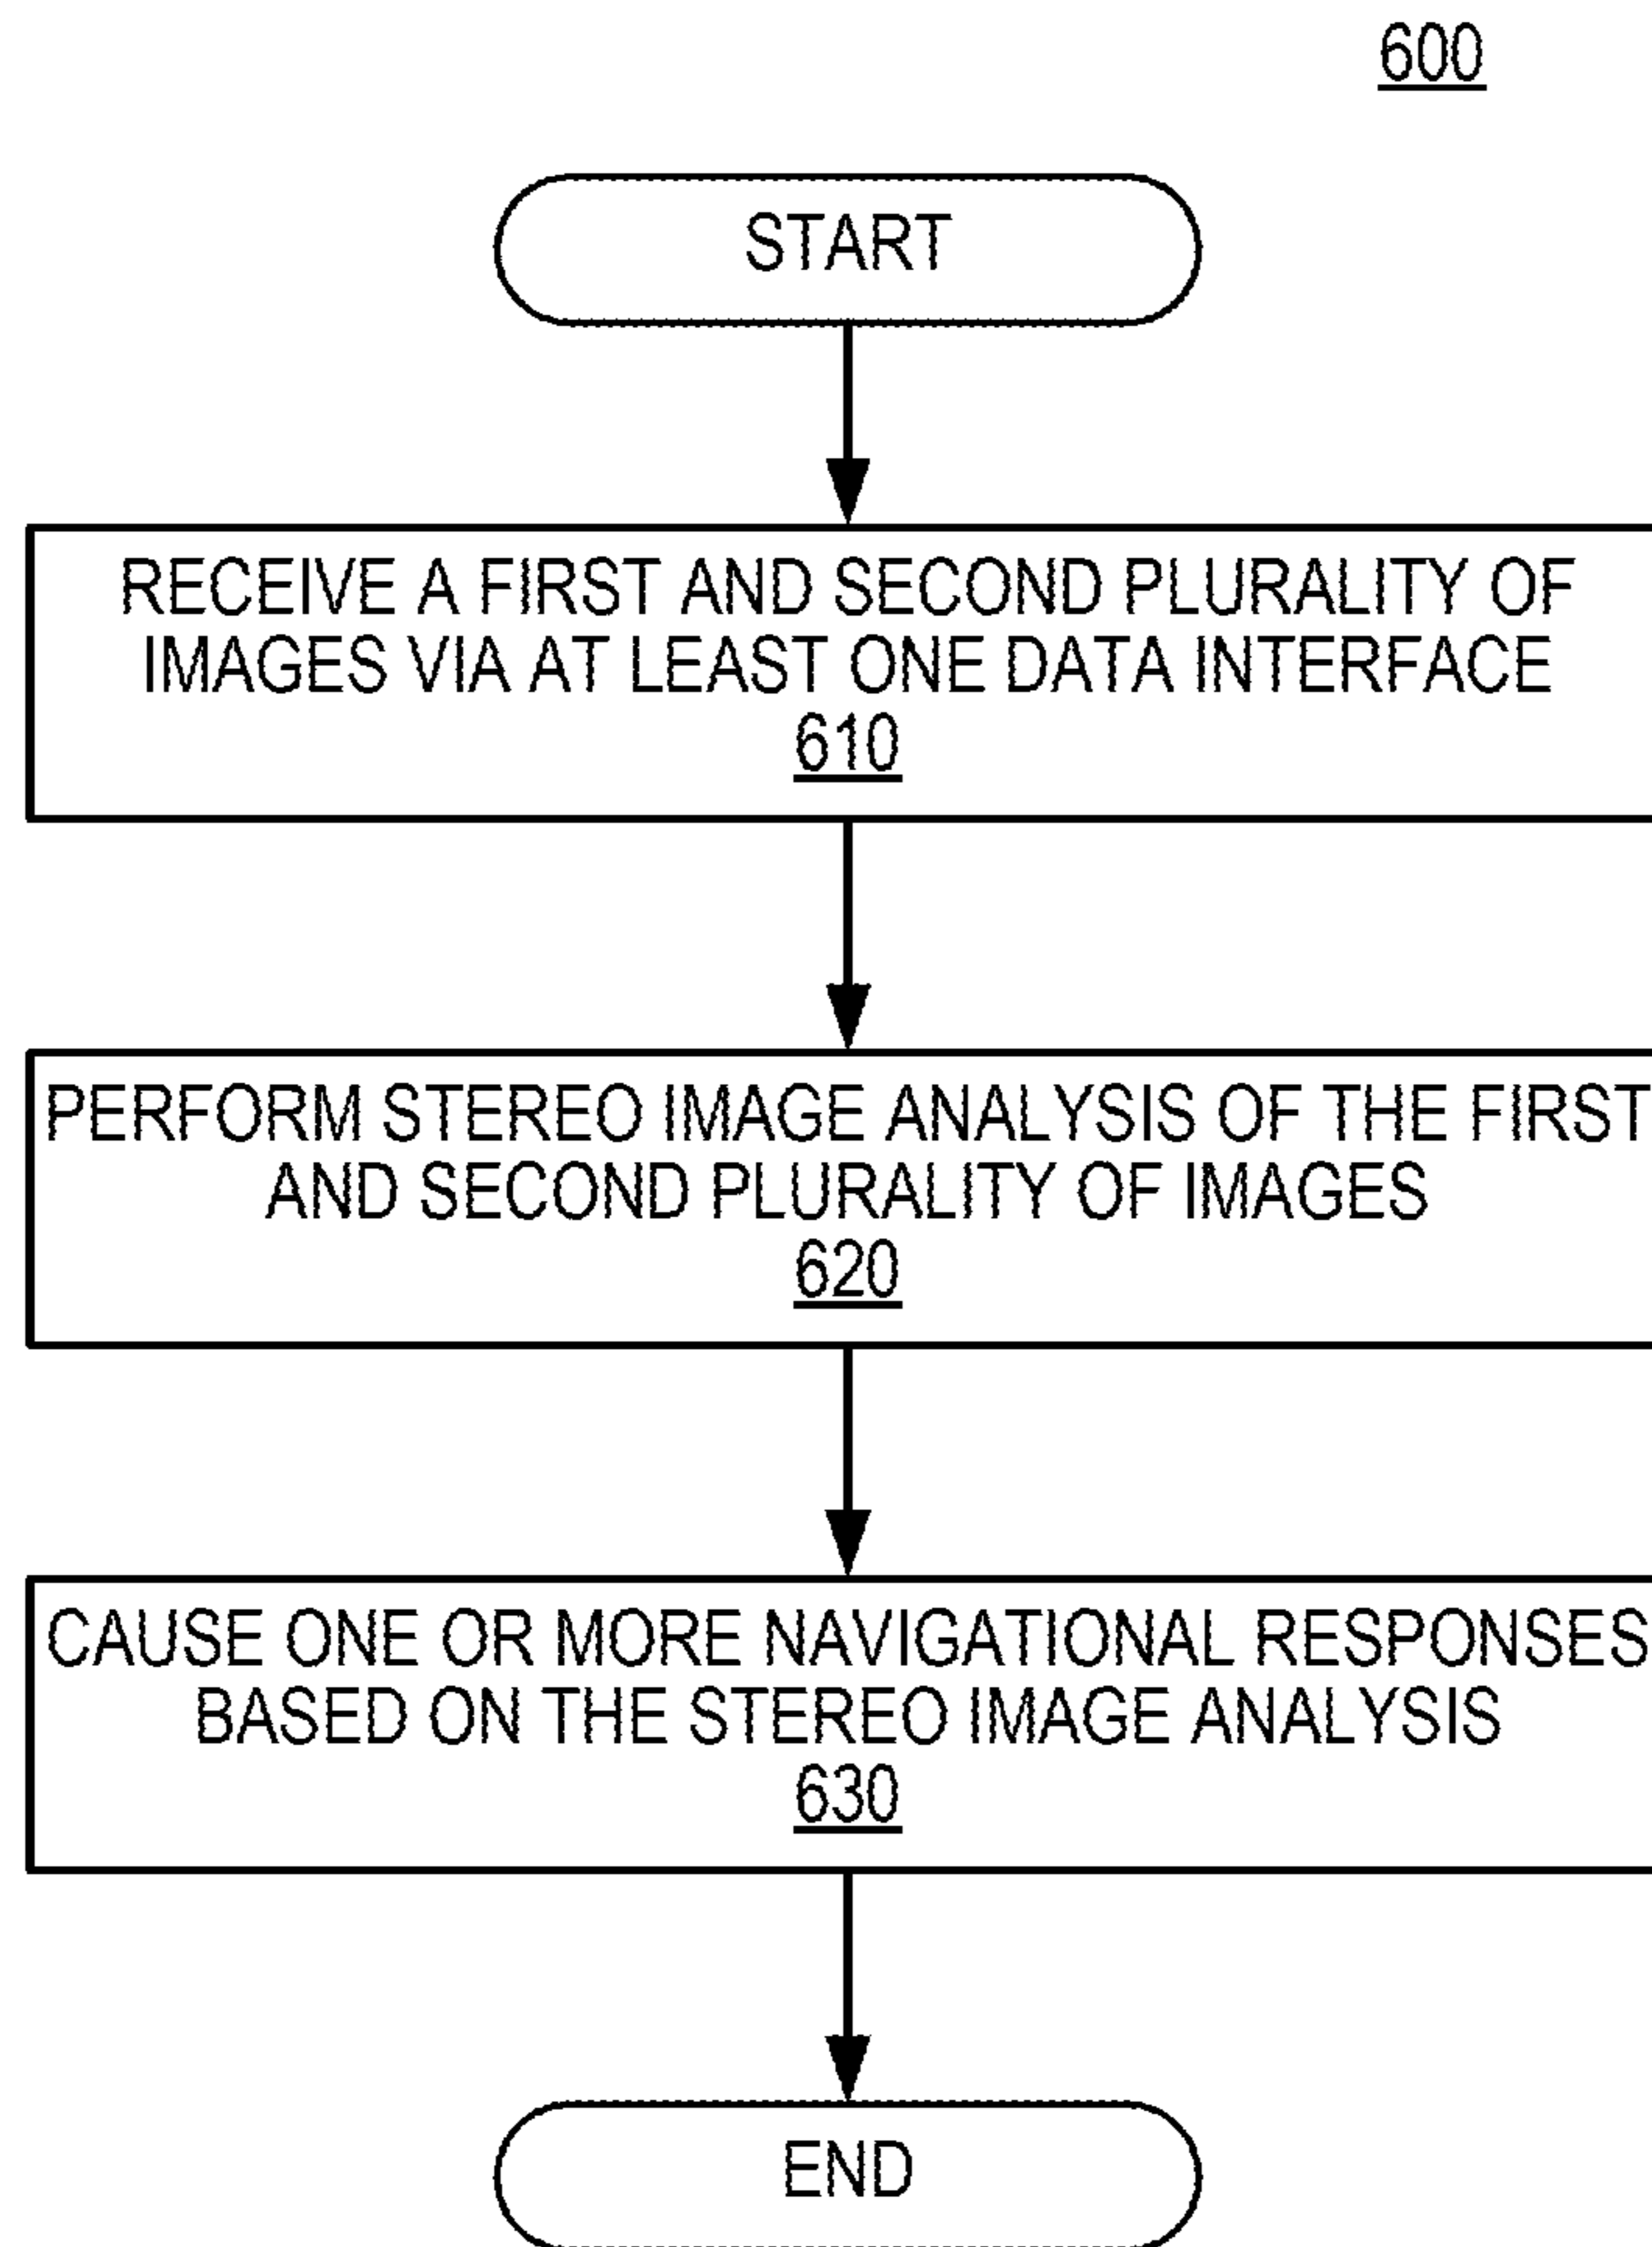 600
START
RECEIVE A FIRST AND SECOND PLURALITY OF
IMAGES VIA AT LEAST ONE DATA INTERFACE
610
PERFORM STEREO IMAGE ANALYSIS OF THE FIRST
AND SECOND PLURALITY OF IMAGES
620
CAUSE ONE OR MORE NAVIGATIONAL RESPONSES
BASED ON THE STEREO IMAGE ANALYSIS
630
END